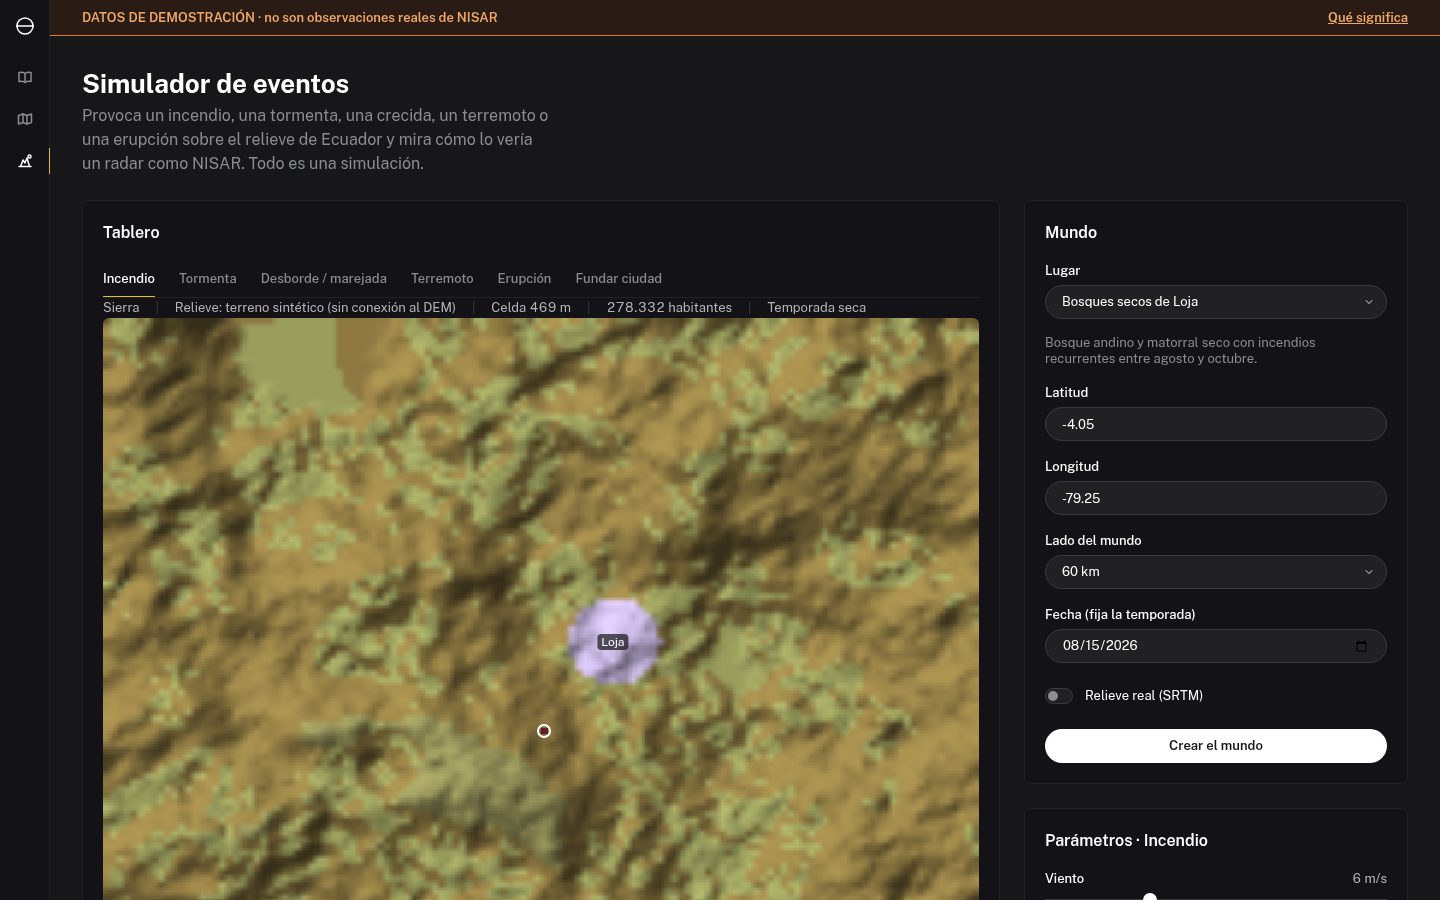 DATOS DE DEMOSTRACIÓN · no son observaciones reales de NISAR
Qué significa
Simulador de eventos
Provoca un incendio, una tormenta, una crecida, un terremoto o
una erupción sobre el relieve de Ecuador y mira cómo lo vería
un radar como NISAR. Todo es una simulación.
Tablero
Incendio
Tormenta
Desborde / marejada
Terremoto
Erupción
Fundar ciudad
Sierra
Relieve: terreno sintético (sin conexión al DEM)
Celda 469 m
278.332 habitantes
Temporada seca
Loja
Mundo
Lugar
Bosques secos de Loja
Bosque andino y matorral seco con incendios
recurrentes entre agosto y octubre.
Latitud
-4.05
Longitud
-79.25
Lado del mundo
60 km
Fecha (fija la temporada)
08/15/2026
Relieve real (SRTM)
Crear el mundo
Parámetros · Incendio
Viento
6 m/s